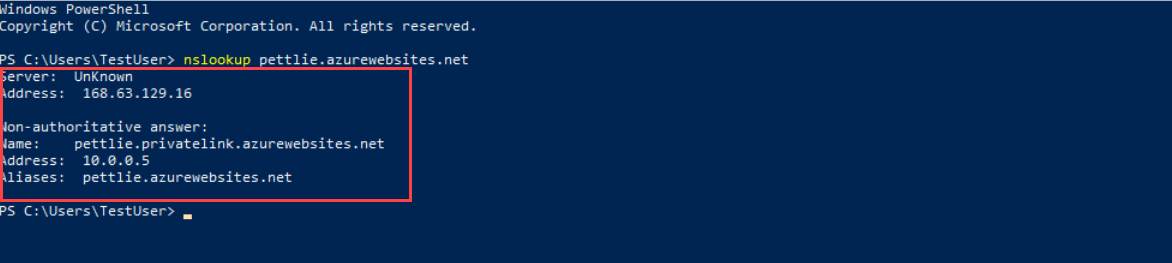 Windows PowerShell
Copyright (C) Microsoft Corporation. All rights reserved.
PS C:\Users\TestUser> nslookup pettlie.azurewebsites.net
Server:  UnKnown
Address:  168.63.129.16
Non-authoritative answer:
Name:    pettlie.privatelink.azurewebsites.net
Address:  10.0.0.5
Aliases:  pettlie.azurewebsites.net
PS C:\Users\TestUser>